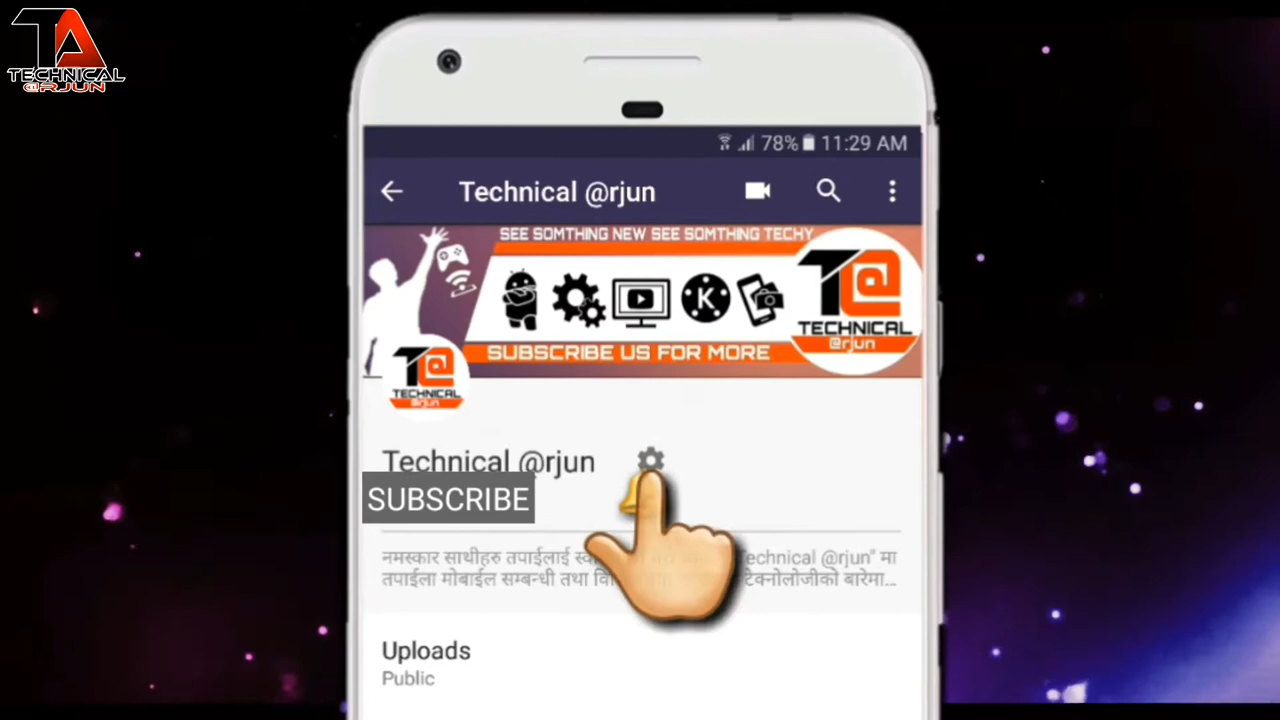 TA
TECHNICAL
@RJUN
78% 11:29 AM
Technical @rjun
SEE SOMTHING NEW SEE SOMTHING TECHY
K
T@
TECHNICAL
@rjun
SUBSCRIBE US FOR MORE
T@
TECHNICAL
@rjun
Technical @rjun
SUBSCRIBE
नमस्कार साथीहरु तपाईलाई Technical @rjun" मा
तपाईला मोबाईल सम्बन्धी तथा टेक्नोलोजीको बारेमा...
Uploads
Public